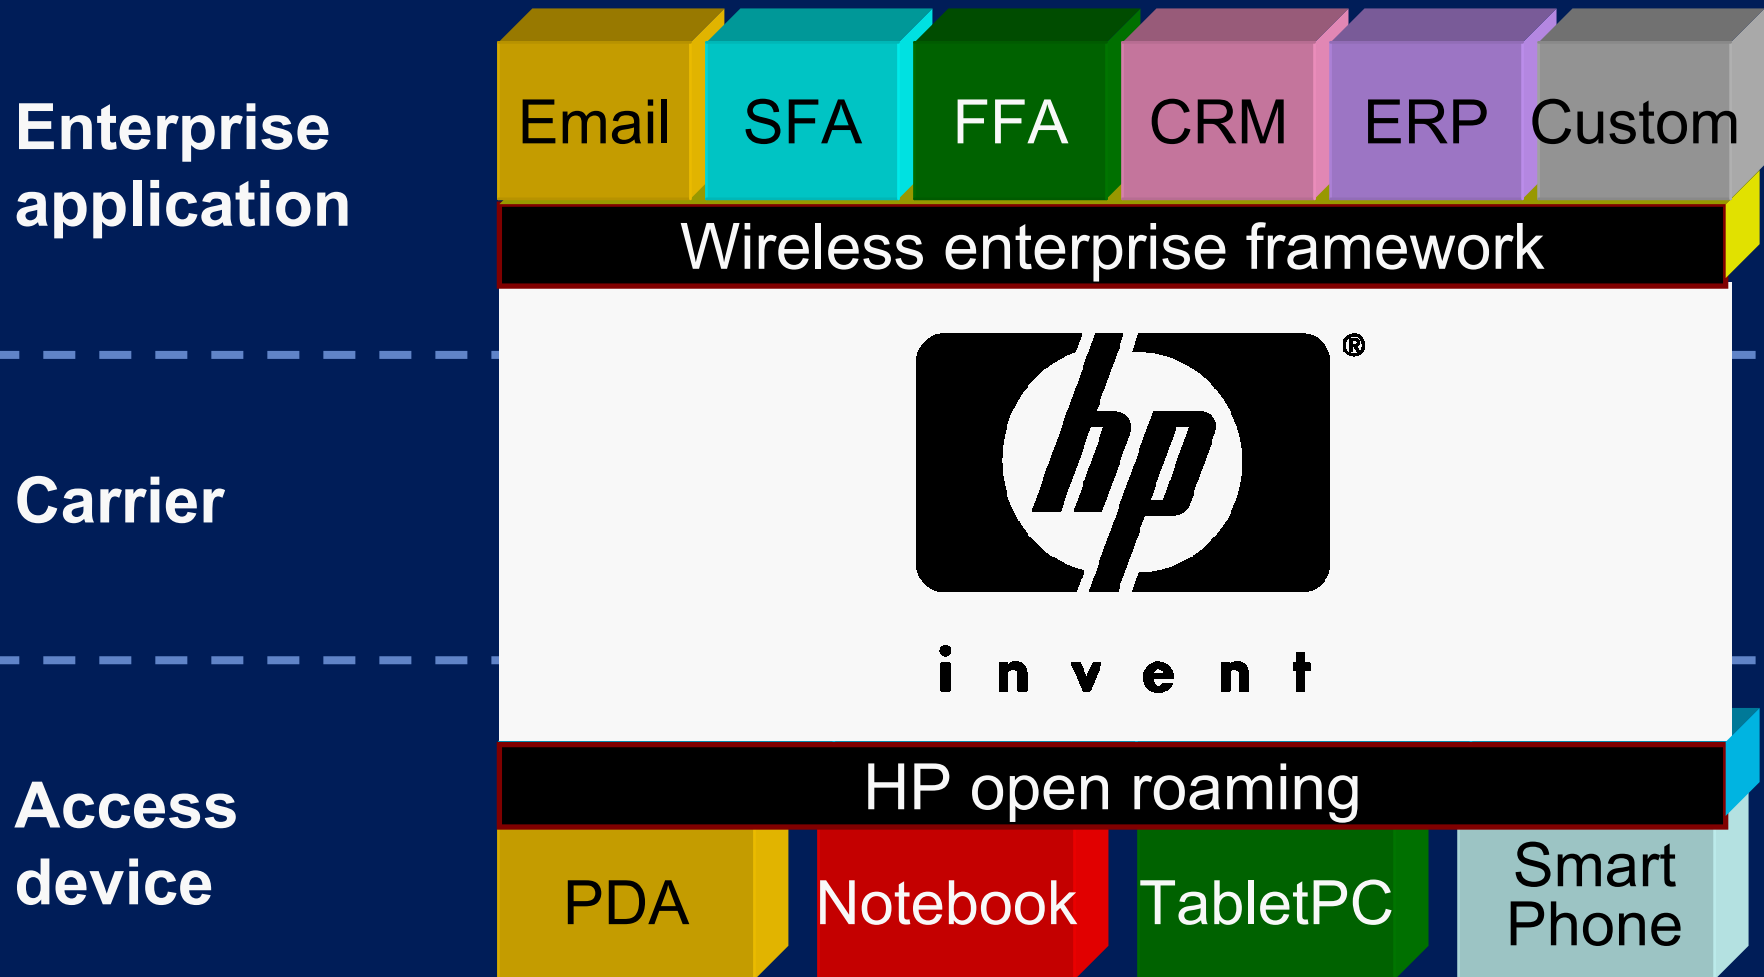 Enterprise
application
Email SFA FFA CRM ERP Custom
Wireless enterprise framework
Carrier
hp ®
invent
HP open roaming
Access
device
PDA Notebook TabletPC Smart
Phone